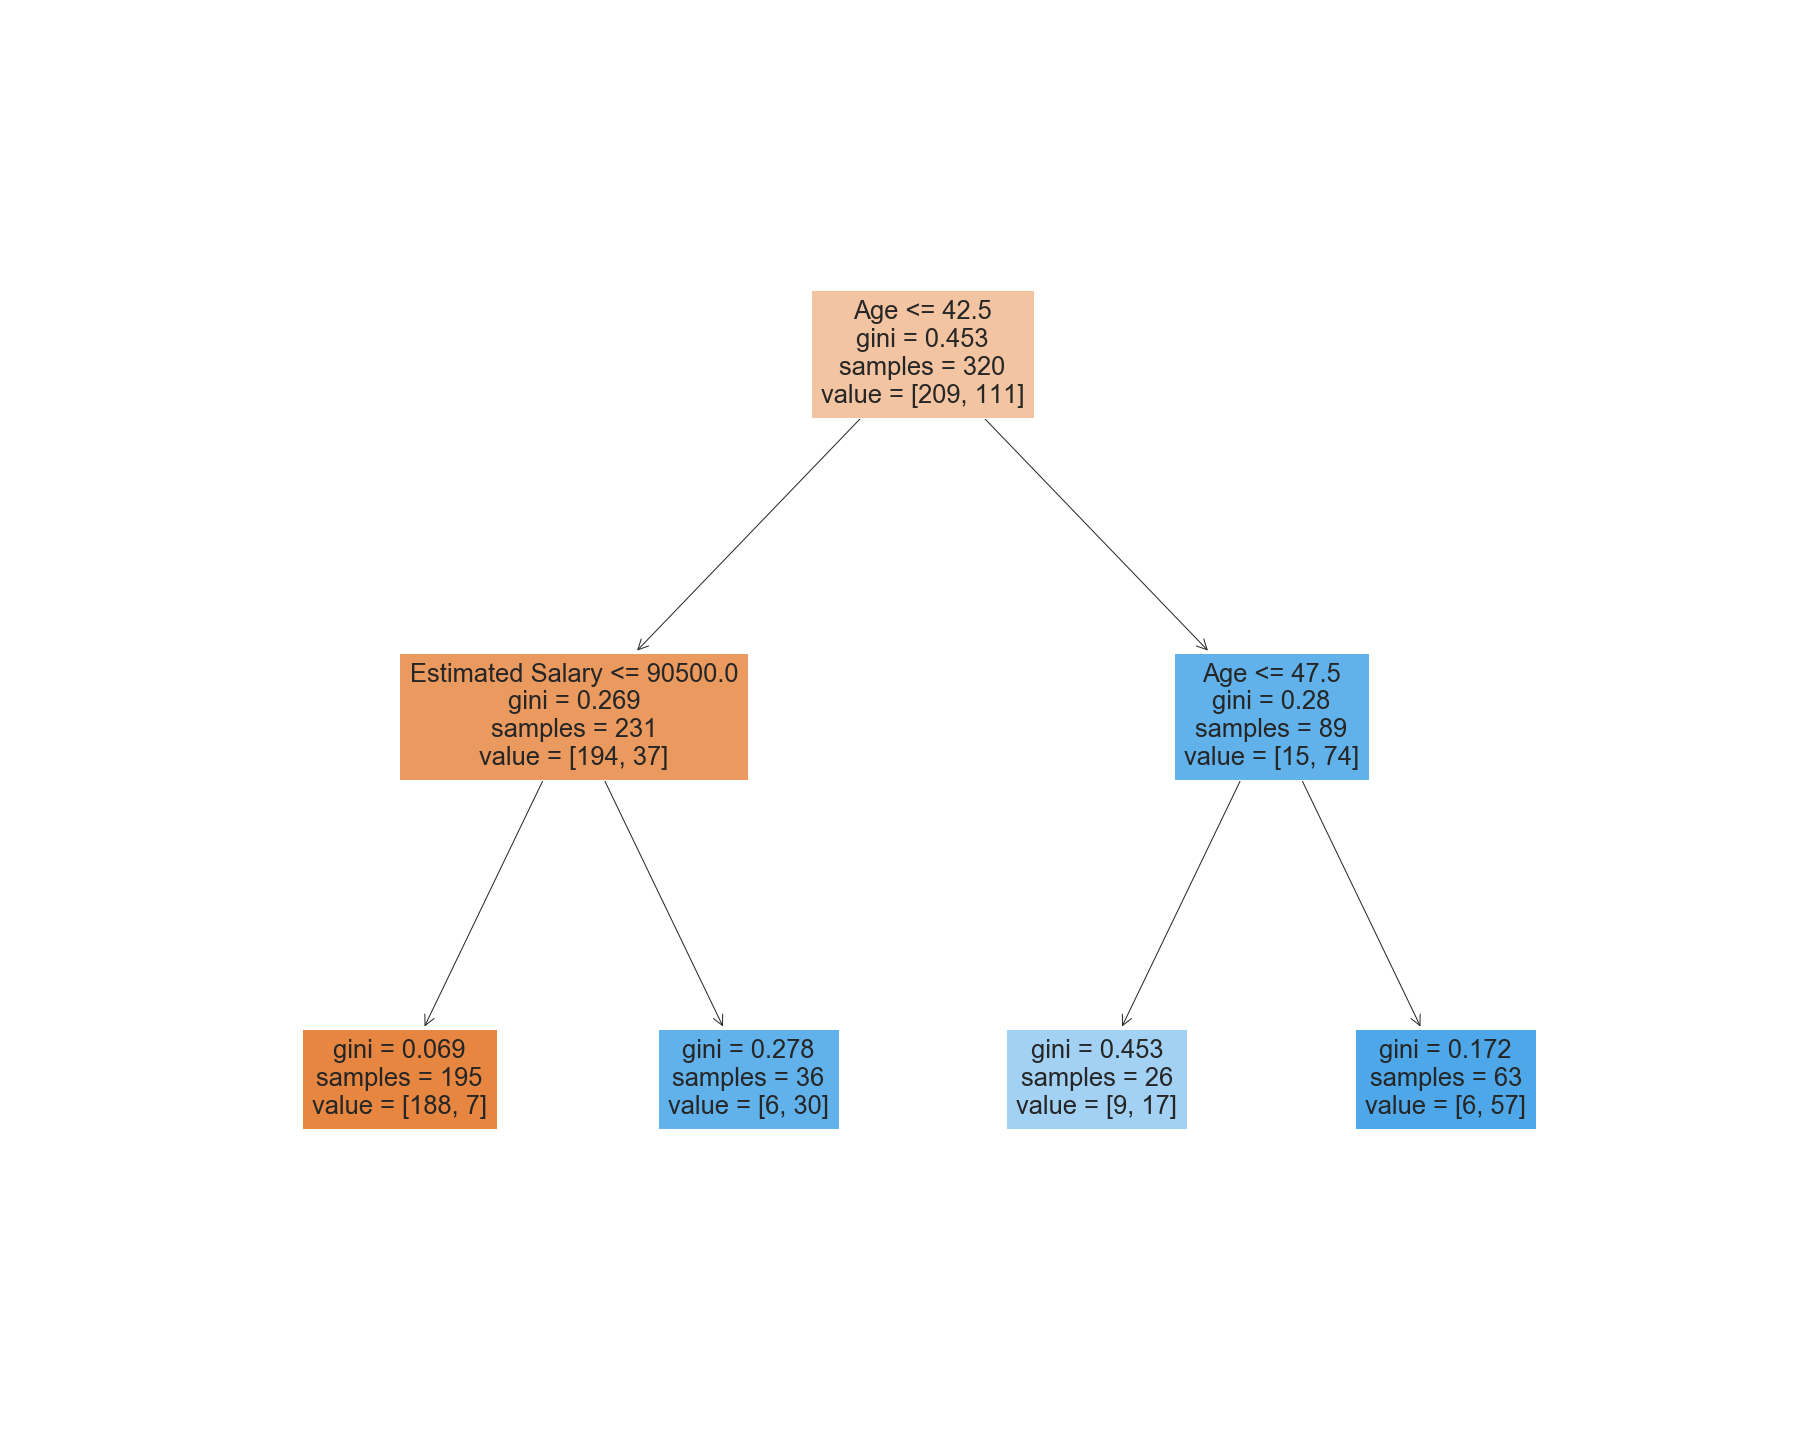 Age <= 42.5
gini = 0.453
samples = 320
value = [209, 111]
Estimated Salary <= 90500.0
gini = 0.269
samples = 231
value = [194, 37]
Age <= 47.5
gini = 0.28
samples = 89
value = [15, 74]
gini = 0.069
samples = 195
value = [188, 7]
gini = 0.278
samples = 36
value = [6, 30]
gini = 0.453
samples = 26
value = [9, 17]
gini = 0.172
samples = 63
value = [6, 57]